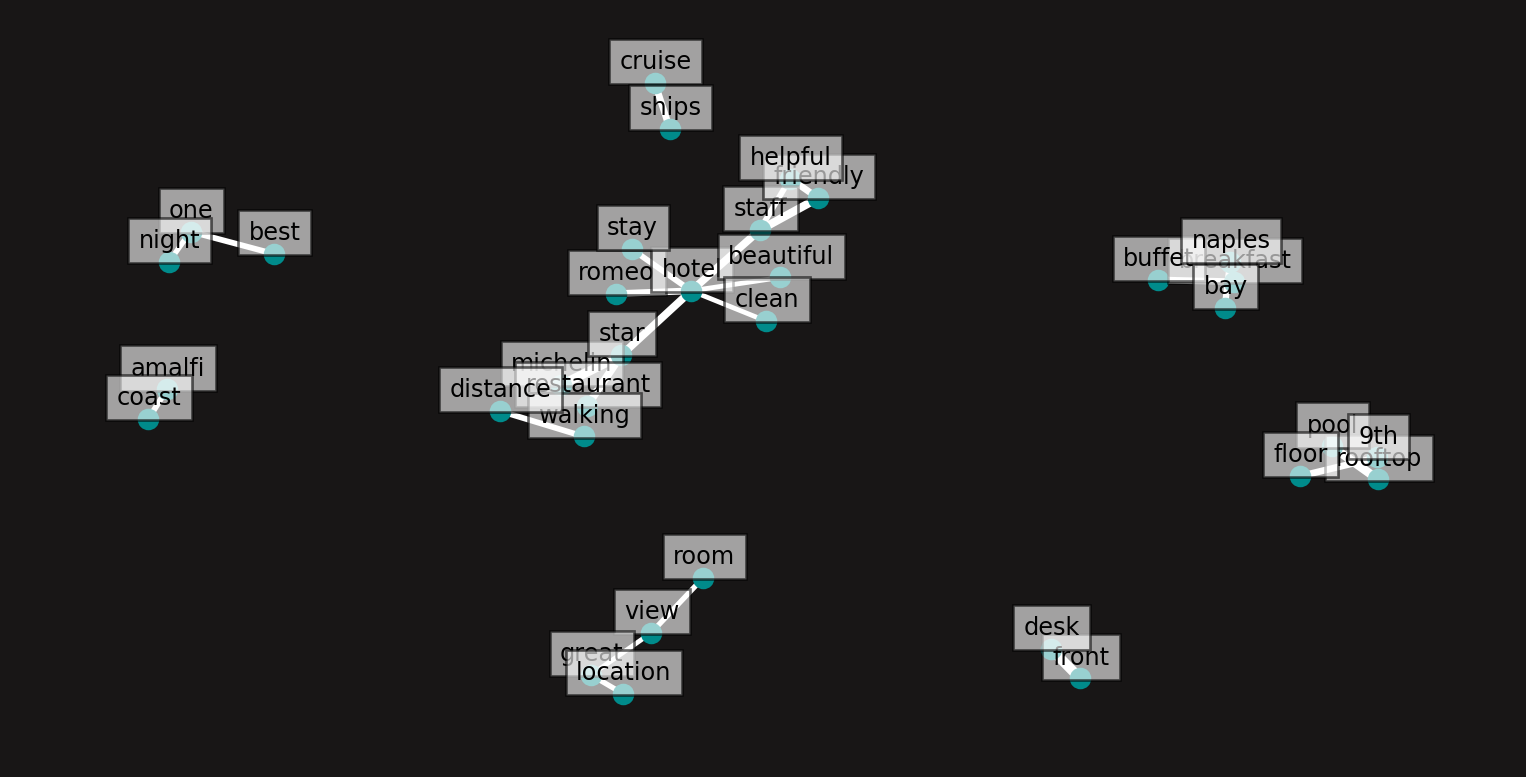 cruise
ships
helpful
friendly
one
staff
stay
best
night
naples
beautiful
buffet
breakfast
hotel
romeo
bay
clean
star
michelin
amalfi
restaurant
distance
coast
walking
pool
9th
floor
rooftop
room
view
desk
great
front
location